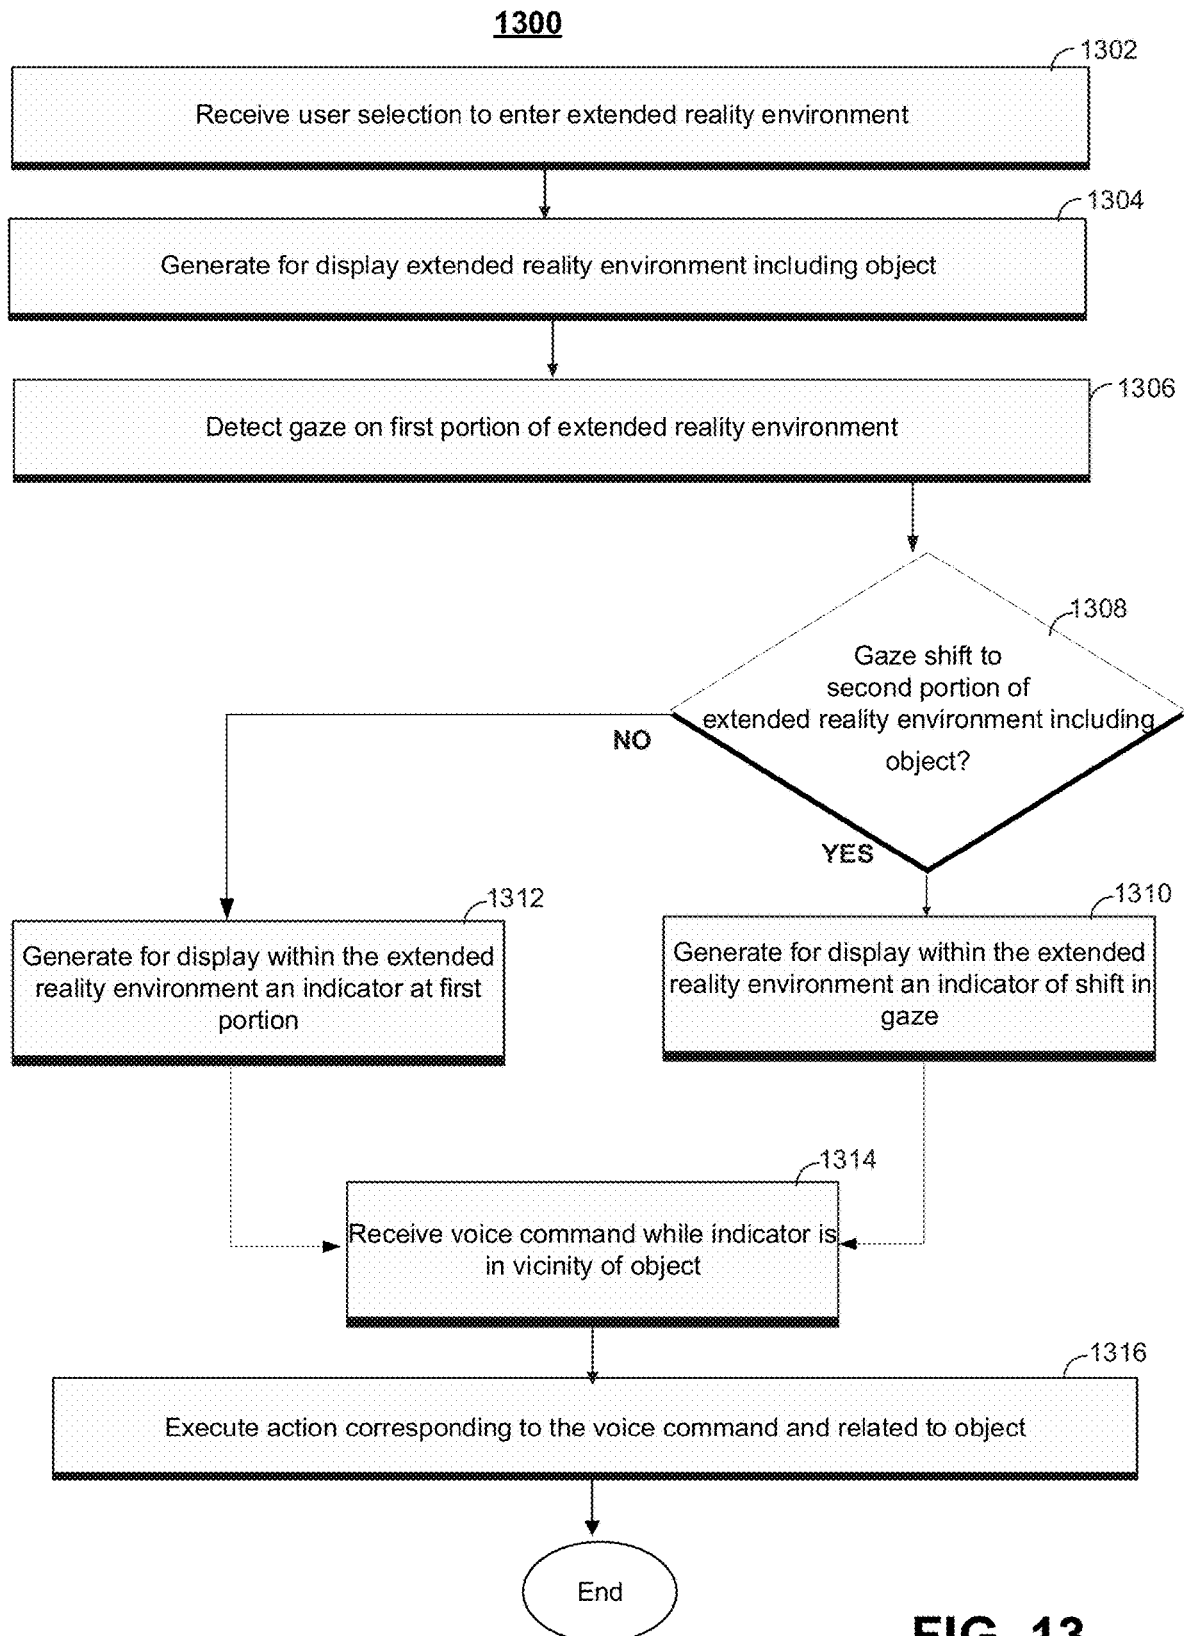 1300
1302
Receive user selection to enter extended reality environment
1304
Generate for display extended reality environment including object
1306
Detect gaze on first portion of extended reality environment
1308
Gaze shift to
second portion of
extended reality environment including
object?
NO
YES
1312
Generate for display within the extended
reality environment an indicator at first
portion
1310
Generate for display within the extended
reality environment an indicator of shift in
gaze
1314
Receive voice command while indicator is
in vicinity of object
1316
Execute action corresponding to the voice command and related to object
End
FIG. 13